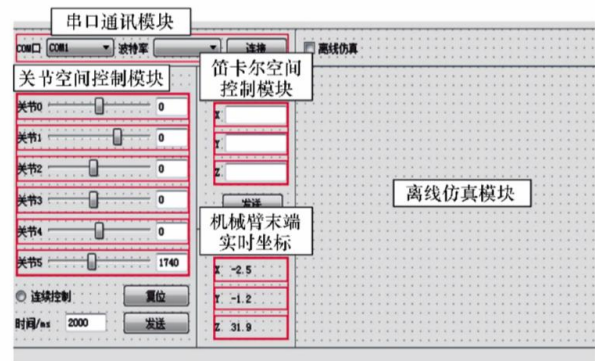 串口通讯模块
COM口 COM1 波特率 连接 离线仿真
关节空间控制模块
笛卡尔空间
控制模块
关节0 0
关节1 0
关节2 0
关节3 0
关节4 0
关节5 1740
X
Y
Z
发送
离线仿真模块
机械臂末端
实时坐标
X -2.5
Y -1.2
Z 31.9
连续控制 复位
时间/ms 2000 发送